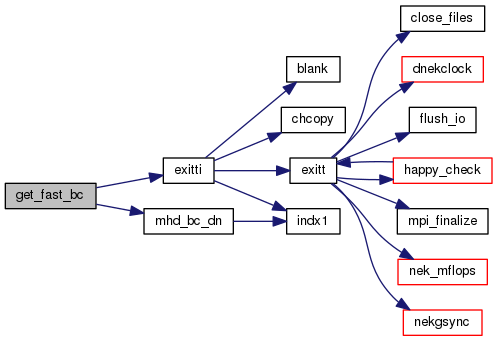 close_files
blank
dnekclock
chcopy
flush_io
exitti
exitt
happy_check
get_fast_bc
mhd_bc_dn
indx1
mpi_finalize
nek_mflops
nekgsync